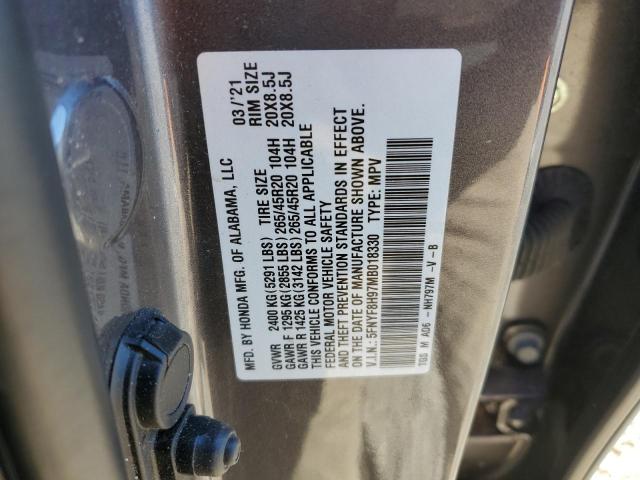 MFD. BY HONDA MFG. OF ALABAMA, LLC 03/'21
GVWR 2400 KG(5291 LBS) TIRE SIZE RIM SIZE
GAWR F 1295 KG(2855 LBS) 265/45R20 104H 20X8.5J
GAWR R 1425 KG(3142 LBS) 265/45R20 104H 20X8.5J
THIS VEHICLE CONFORMS TO ALL APPLICABLE
FEDERAL MOTOR VEHICLE SAFETY
AND THEFT PREVENTION STANDARDS IN EFFECT
ON THE DATE OF MANUFACTURE SHOWN ABOVE.
V.I.N.: 5FNYF8H97MB018330 TYPE: MPV
TGS M A06 -NH797M -V-B